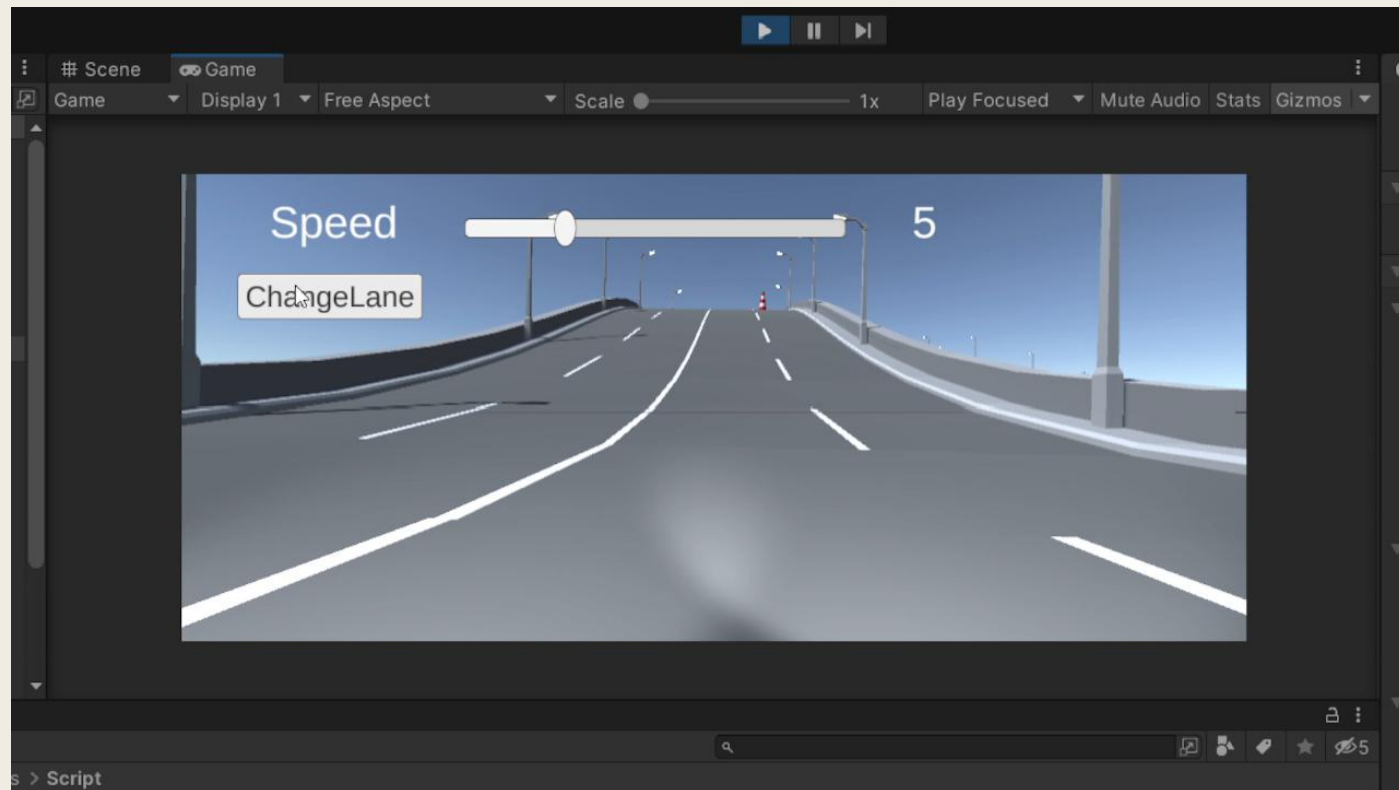 Scene Game
Game Display 1 Free Aspect Scale 1x Play Focused Mute Audio Stats Gizmos
Speed 5
ChangeLane
5
s > Script